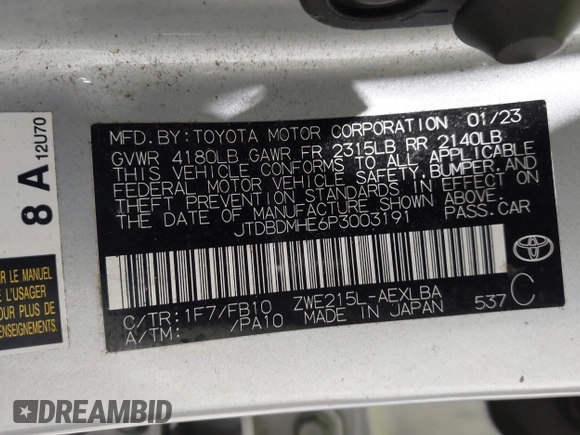 MFD. BY: TOYOTA MOTOR CORPORATION 01/23
GVWR 4180LB GAWR FR 2315LB RR 2140LB
THIS VEHICLE CONFORMS TO ALL APPLICABLE
FEDERAL MOTOR VEHICLE SAFETY, BUMPER, AND
THEFT PREVENTION STANDARDS IN EFFECT ON
THE DATE OF MANUFACTURE SHOWN ABOVE.
JTDBDMHE6P3003191 PASS. CAR
C/TR: 1F7/FB10 ZWE215L-AEXLBA
A/TM: /PA10 MADE IN JAPAN 537 C
TOYOTA
8 A 12U70
IR LE MANUEL
L'USAGER
POUR PLUS DE
DREAMBID